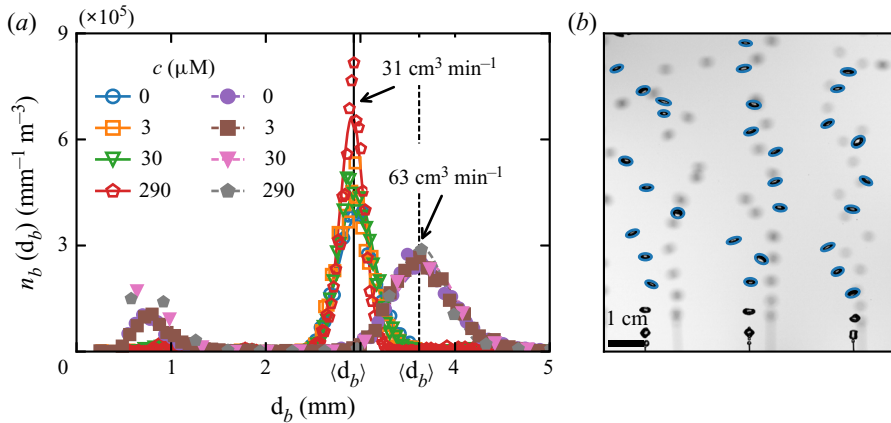 (a)
(×10⁵)
9
6
3
0
n_b (d_b) (mm⁻¹ m⁻³)
c (μM)
0 0
3 3
30 30
290 290
31 cm³ min⁻¹
63 cm³ min⁻¹
1 2 4 5
⟨d_b⟩ ⟨d_b⟩
d_b (mm)
(b)
1 cm